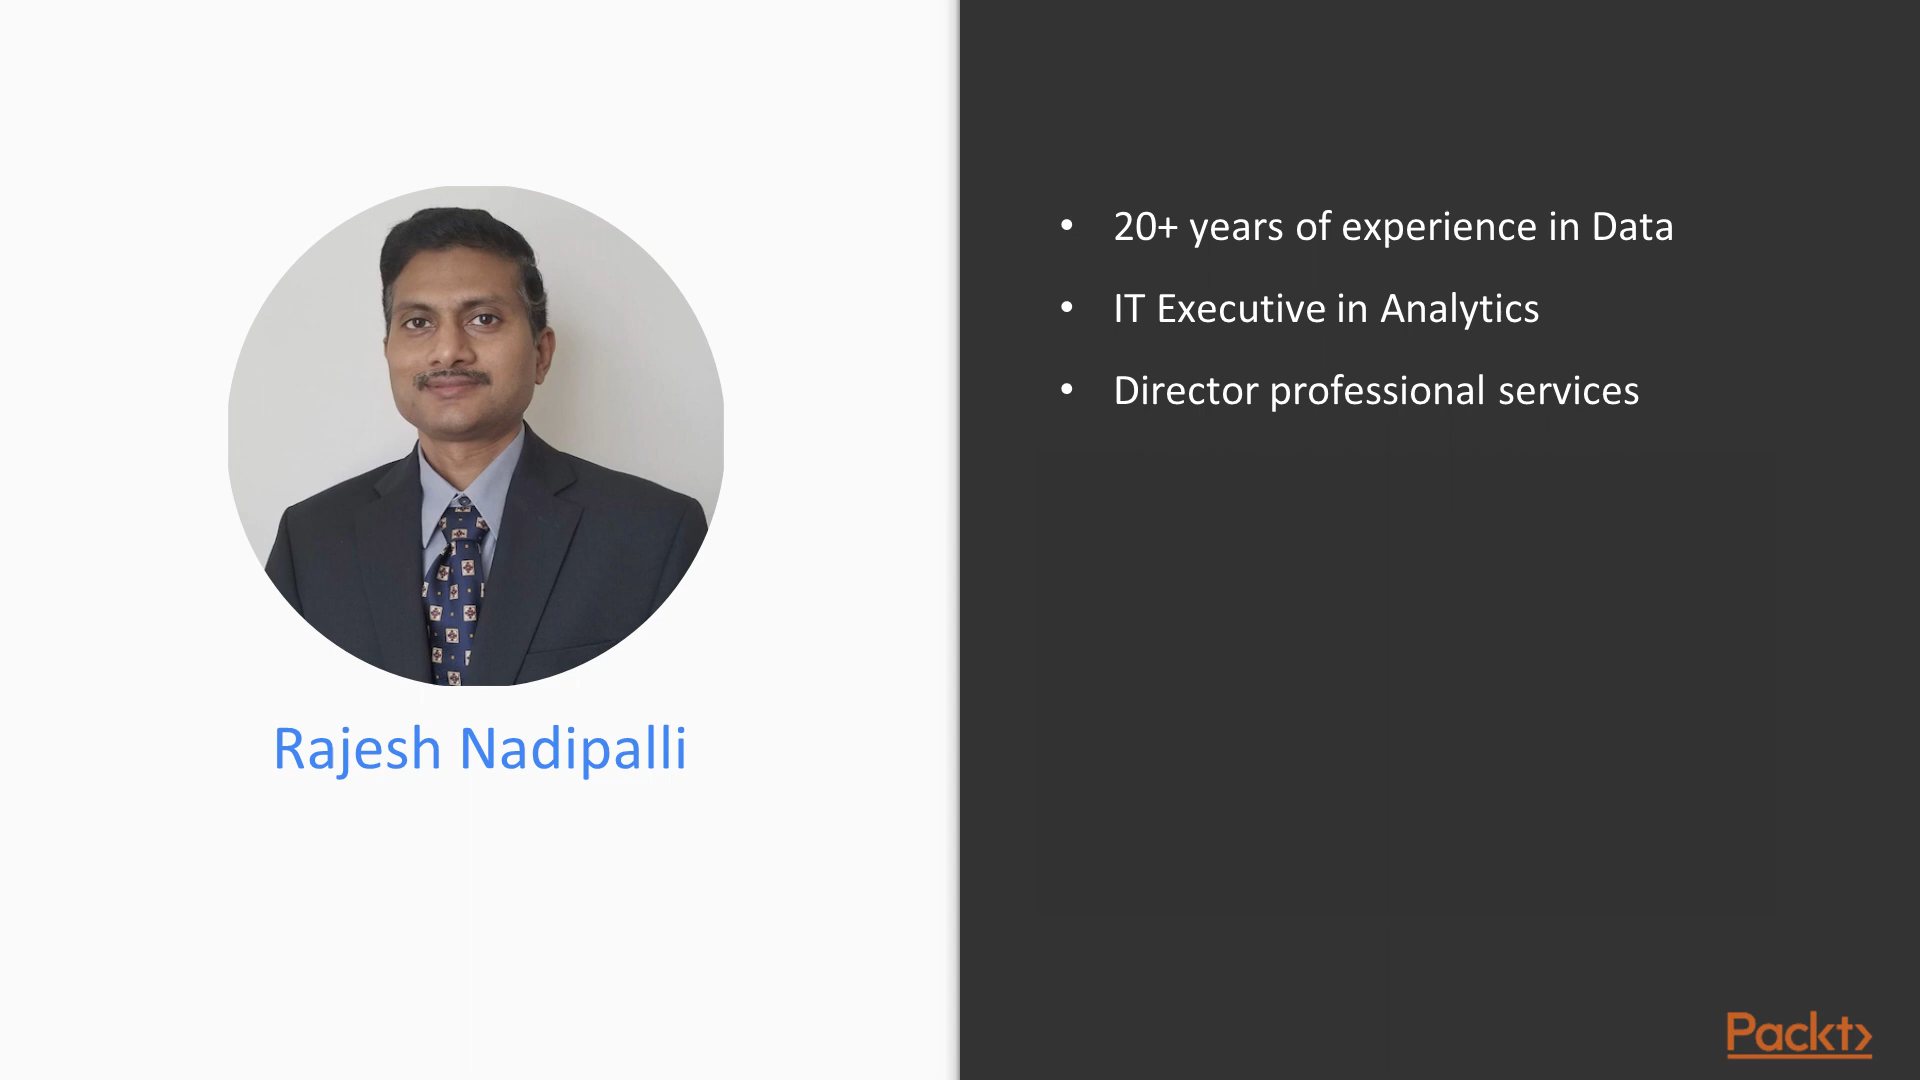 Rajesh Nadipalli
• 20+ years of experience in Data
• IT Executive in Analytics
• Director professional services
Packt>